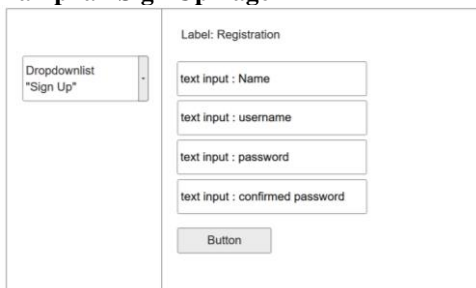 Label: Registration
Dropdownlist
"Sign Up"
text input : Name
text input : username
text input : password
text input : confirmed password
Button